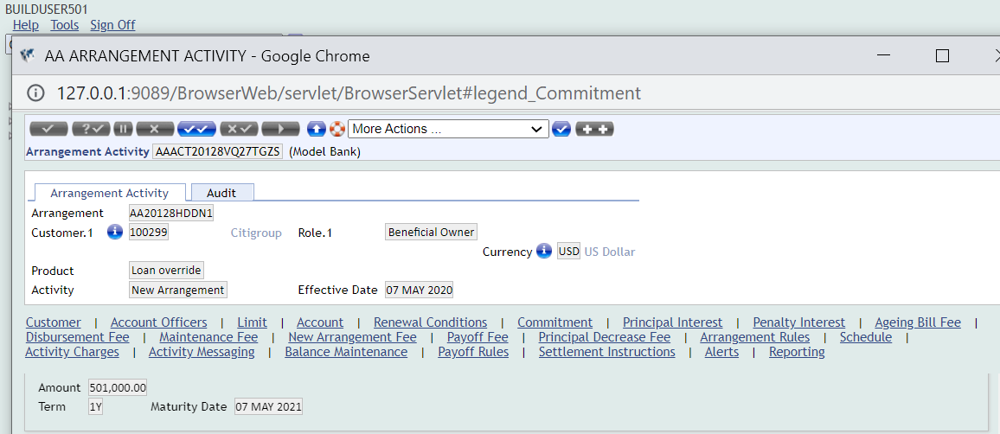 BUILDUSER501
Help Tools Sign Off
AA ARRANGEMENT ACTIVITY - Google Chrome
127.0.0.1:9089/BrowserWeb/servlet/BrowserServlet#legend_Commitment
More Actions ...
Arrangement Activity AAACT20128VQ27TGZS (Model Bank)
Arrangement Activity Audit
Arrangement AA20128HDDN1
Customer.1 100299 Citigroup Role.1 Beneficial Owner
Currency USD US Dollar
Product Loan override
Activity New Arrangement Effective Date 07 MAY 2020
Customer | Account Officers | Limit | Account | Renewal Conditions | Commitment | Principal Interest | Penalty Interest | Ageing Bill Fee |
Disbursement Fee | Maintenance Fee | New Arrangement Fee | Payoff Fee | Principal Decrease Fee | Arrangement Rules | Schedule |
Activity Charges | Activity Messaging | Balance Maintenance | Payoff Rules | Settlement Instructions | Alerts | Reporting
Amount 501,000.00
Term 1Y Maturity Date 07 MAY 2021